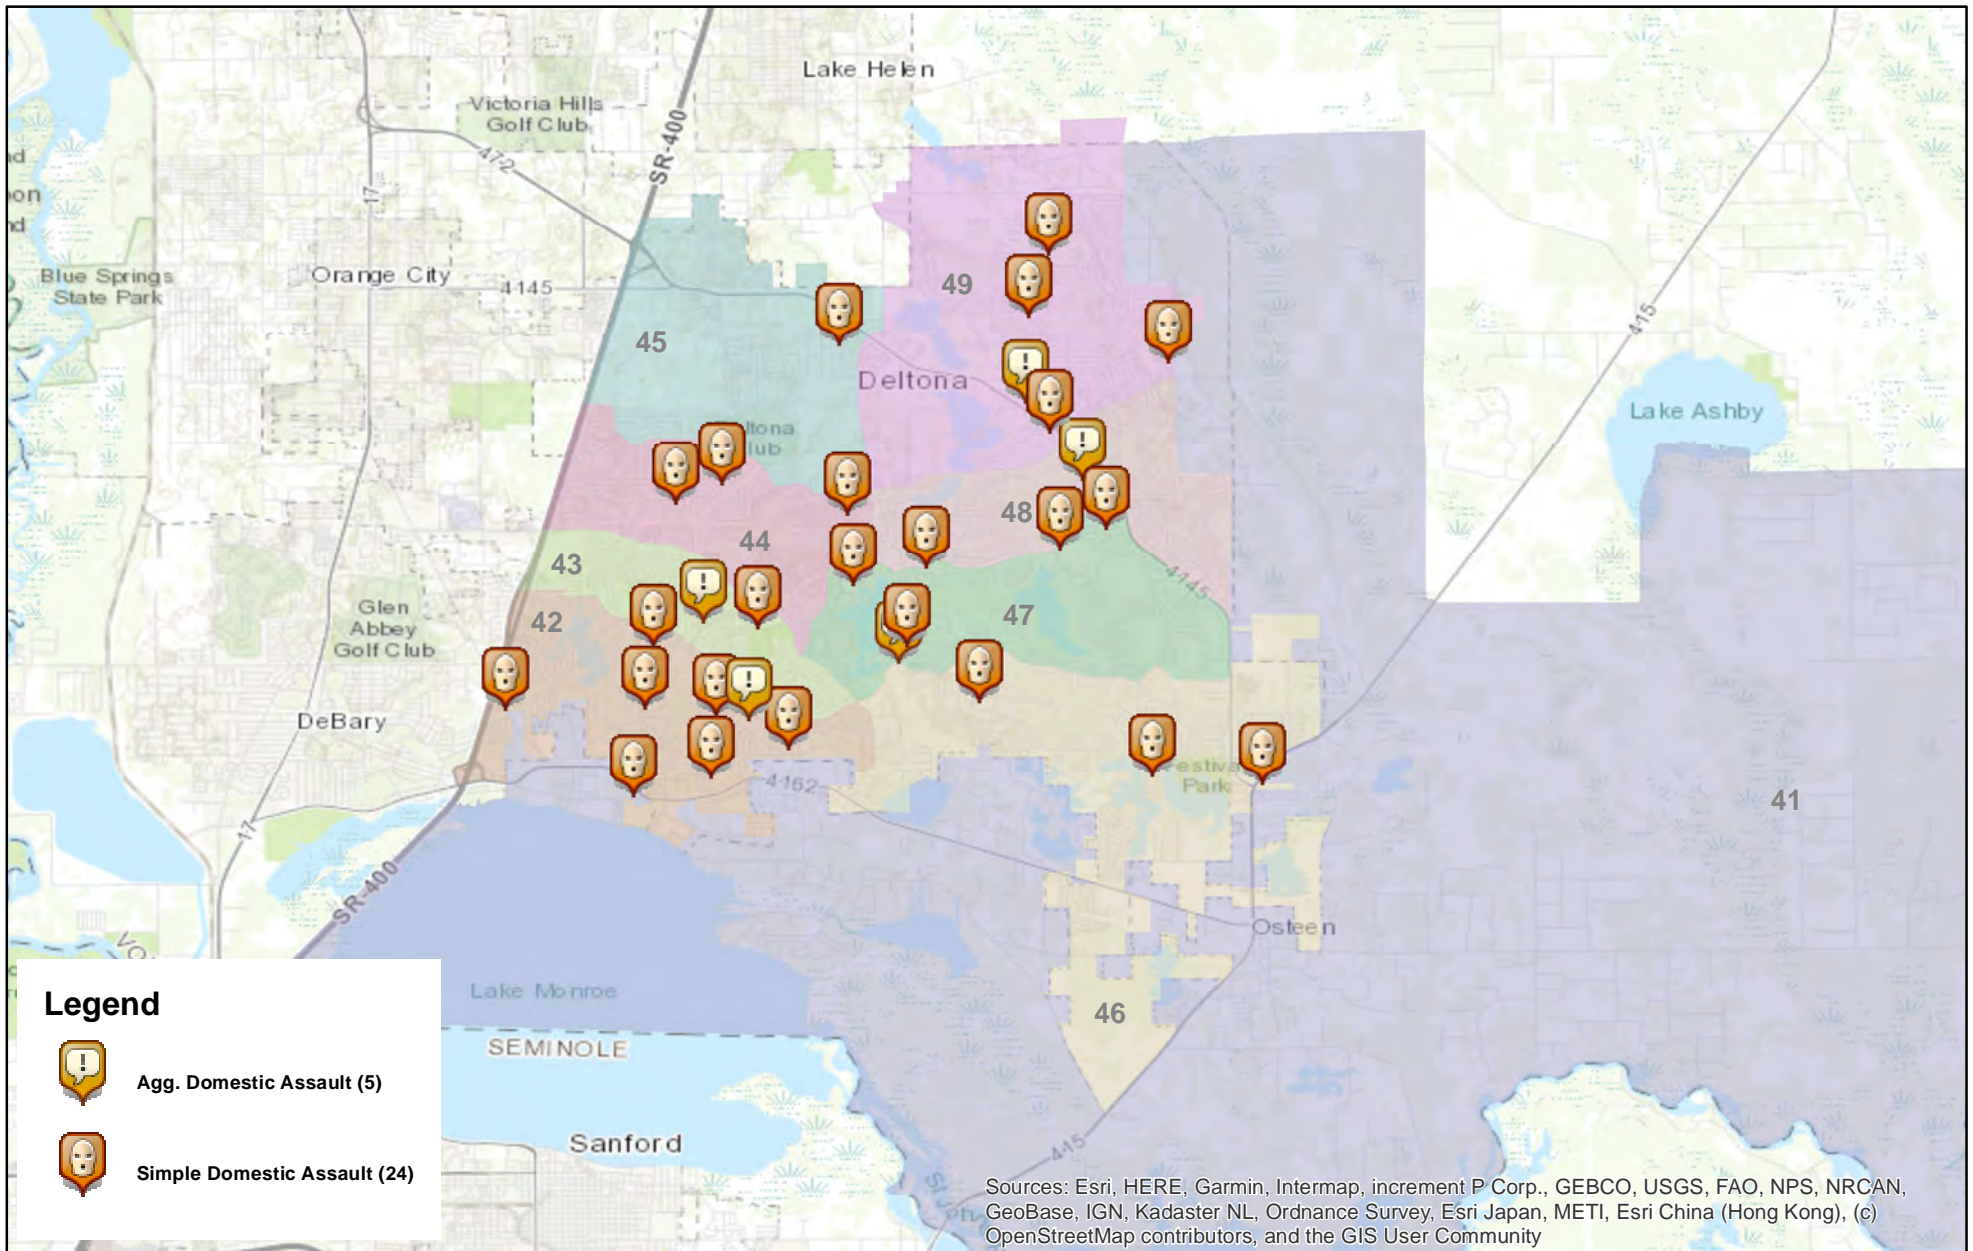 Lake Helen
Victoria Hills
Golf Club
SR-400
472
17
Blue Springs
State Park
Orange City
4145
49
45
415
Deltona
Lake Ashby
48
44
43
4145
Glen
Abbey
Golf Club
42
47
DeBary
Park
4162
41
17
SR-400
Osteen
Lake Monroe
46
SEMINOLE
Sanford
415
Legend
Agg. Domestic Assault (5)
Simple Domestic Assault (24)
Sources: Esri, HERE, Garmin, Intermap, increment P Corp., GEBCO, USGS, FAO, NPS, NRCAN,
GeoBase, IGN, Kadaster NL, Ordnance Survey, Esri Japan, METI, Esri China (Hong Kong), (c)
OpenStreetMap contributors, and the GIS User Community